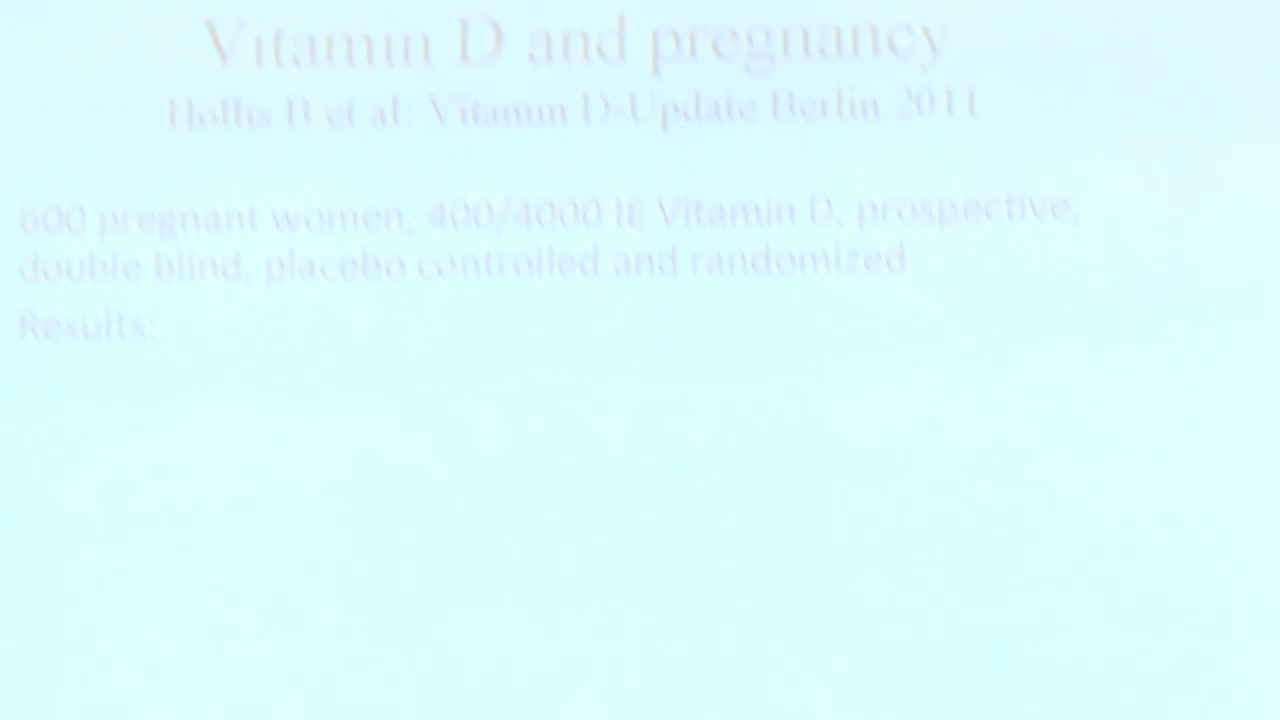 Vitamin D and pregnancy
Hollis B et al: Vitamin D-Update Berlin 2011
600 pregnant women, 400/4000 IE Vitamin D, prospective,
double blind, placebo controlled and randomized
Results: